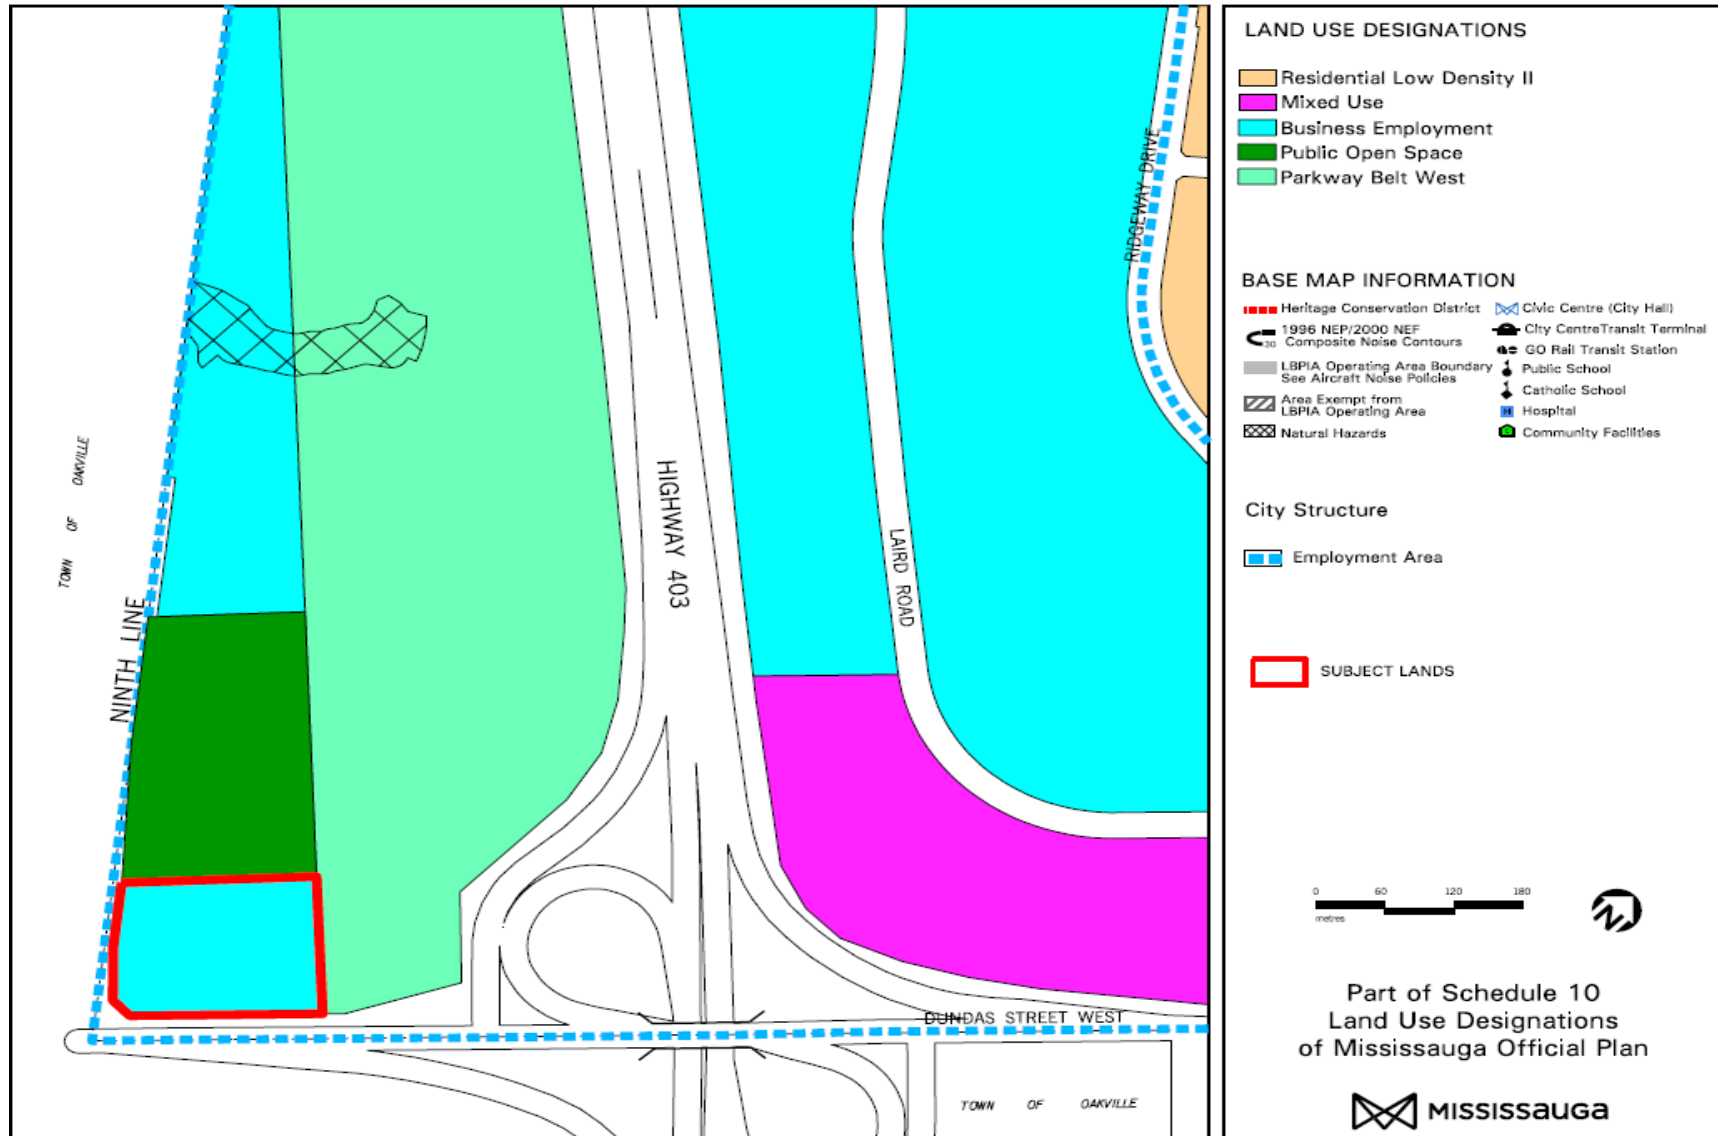 TOWN OF OAKVILLE
NINTH LINE
HIGHWAY 403
LAIRD ROAD
RIDGEWAY DRIVE
DUNDAS STREET WEST
TOWN OF OAKVILLE
LAND USE DESIGNATIONS
Residential Low Density II
Mixed Use
Business Employment
Public Open Space
Parkway Belt West
BASE MAP INFORMATION
Heritage Conservation District
30
1996 NEP/2000 NEF
Composite Noise Contours
LBPIA Operating Area Boundary
See Aircraft Noise Policies
Area Exempt from
LBPIA Operating Area
Natural Hazards
Civic Centre (City Hall)
City CentreTransit Terminal
GO Rail Transit Station
Public School
Catholic School
H Hospital
Community Facilities
City Structure
Employment Area
SUBJECT LANDS
0 60 120 180
metres
Part of Schedule 10
Land Use Designations
of Mississauga Official Plan
MISSISSauGa